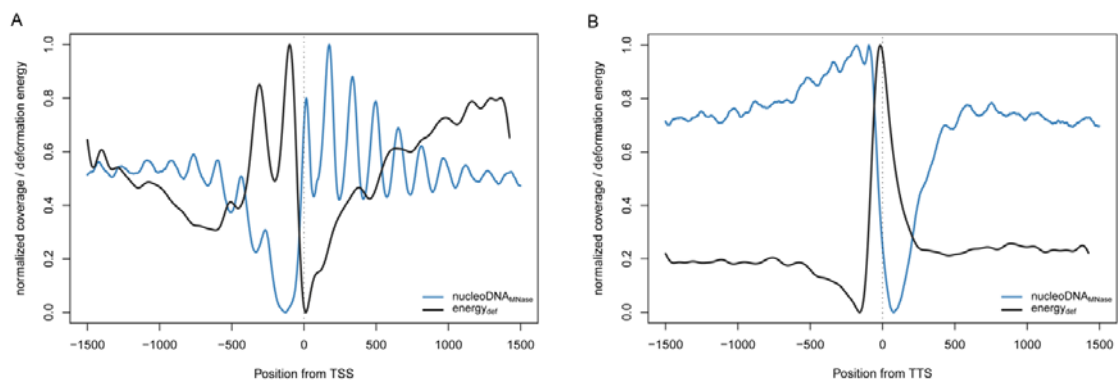 A
normalized coverage / deformation energy
1.0
0.8
0.6
0.4
0.2
0.0
nucleoDNAMNase
energydef
−1500 −1000 −500 0 500 1000 1500
Position from TSS
B
normalized coverage / deformation energy
1.0
0.8
0.6
0.4
0.2
0.0
nucleoDNAMNase
energydef
−1500 −1000 −500 0 500 1000 1500
Position from TTS